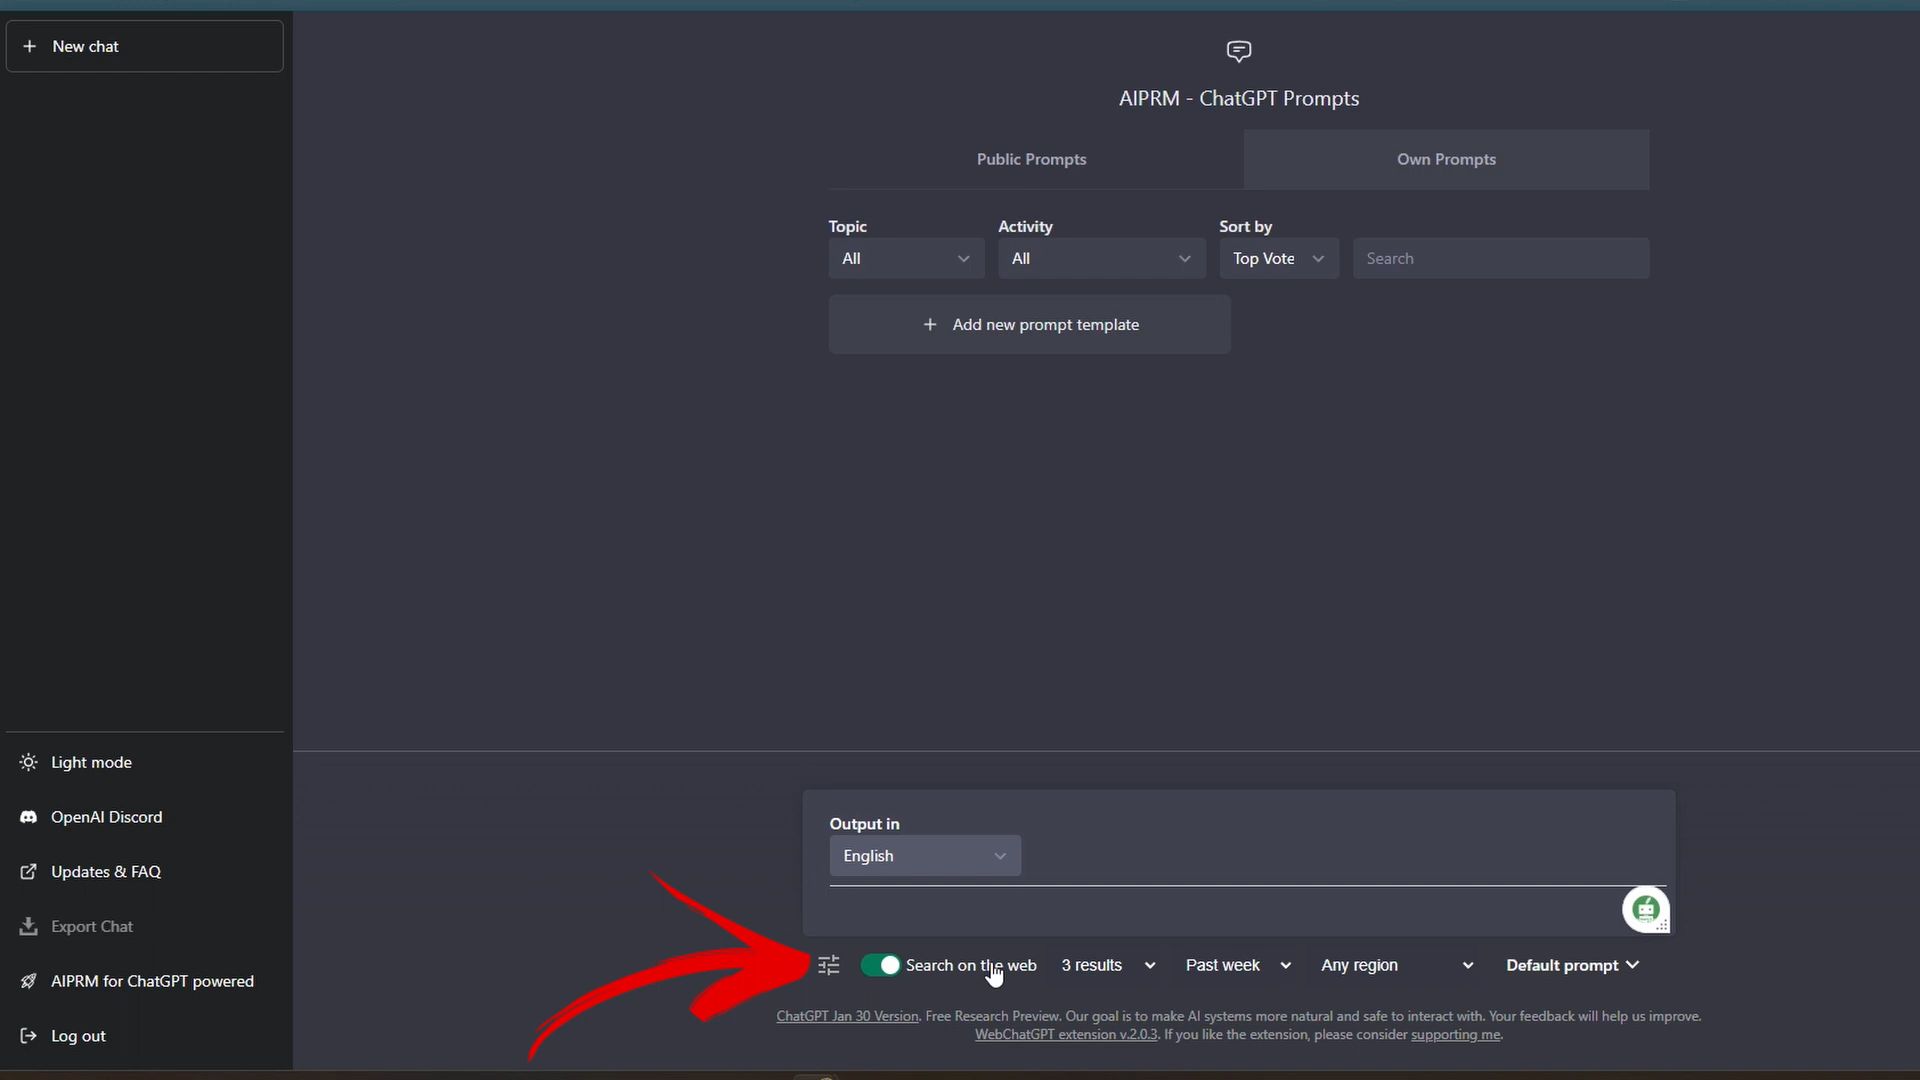 New chat
AIPRM - ChatGPT Prompts
Public Prompts
Own Prompts
Topic
Activity
Sort by
All
All
Top Vote
Search
Add new prompt template
Light mode
OpenAI Discord
Updates & FAQ
Export Chat
AIPRM for ChatGPT powered
Log out
Output in
English
Search on the web
3 results
Past week
Any region
Default prompt
ChatGPT Jan 30 Version. Free Research Preview. Our goal is to make AI systems more natural and safe to interact with. Your feedback will help us improve.
WebChatGPT extension v.2.0.3. If you like the extension, please consider supporting me.